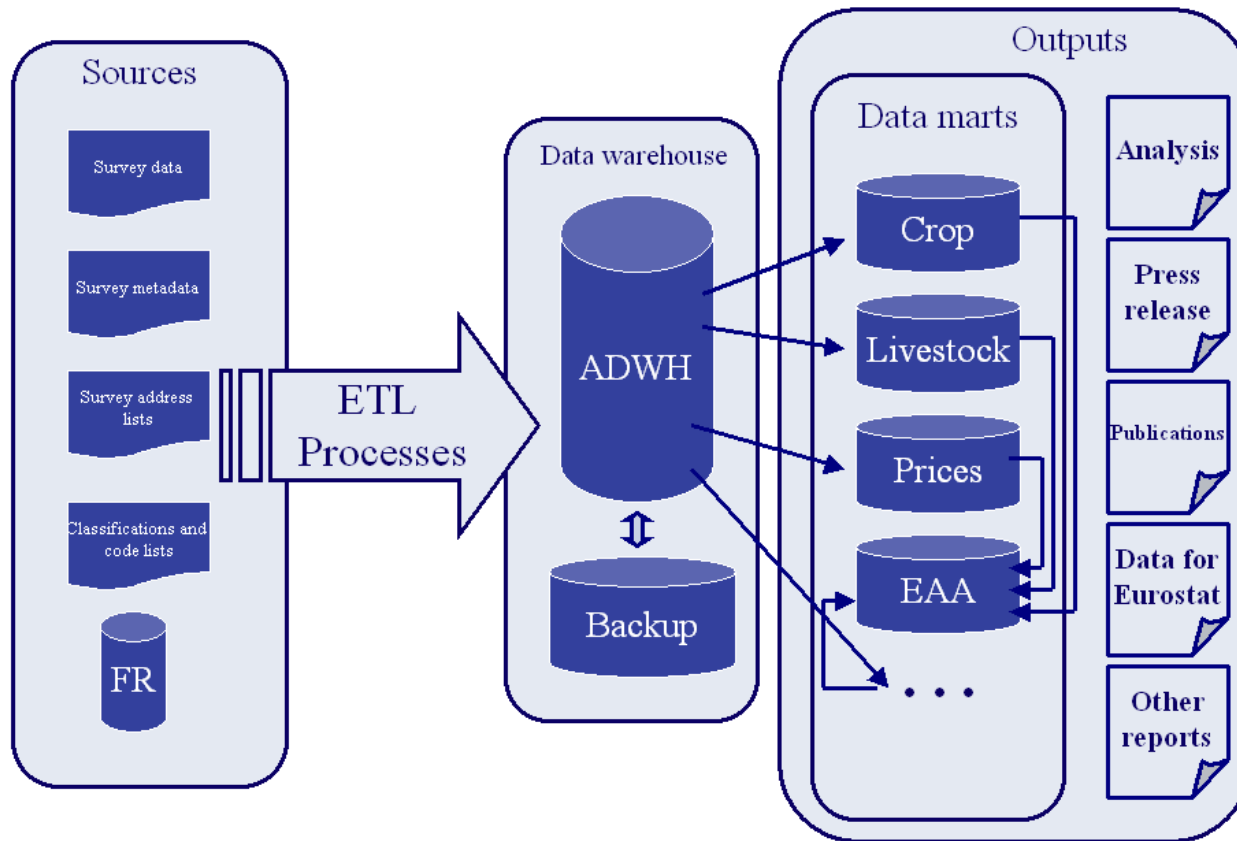 Sources
Survey data
Survey metadata
Survey address
lists
Classifications and
code lists
FR
ETL
Processes
Data warehouse
ADWH
Backup
Outputs
Data marts
Crop
Livestock
Prices
EAA
• • •
Analysis
Press
release
Publications
Data for
Eurostat
Other
reports